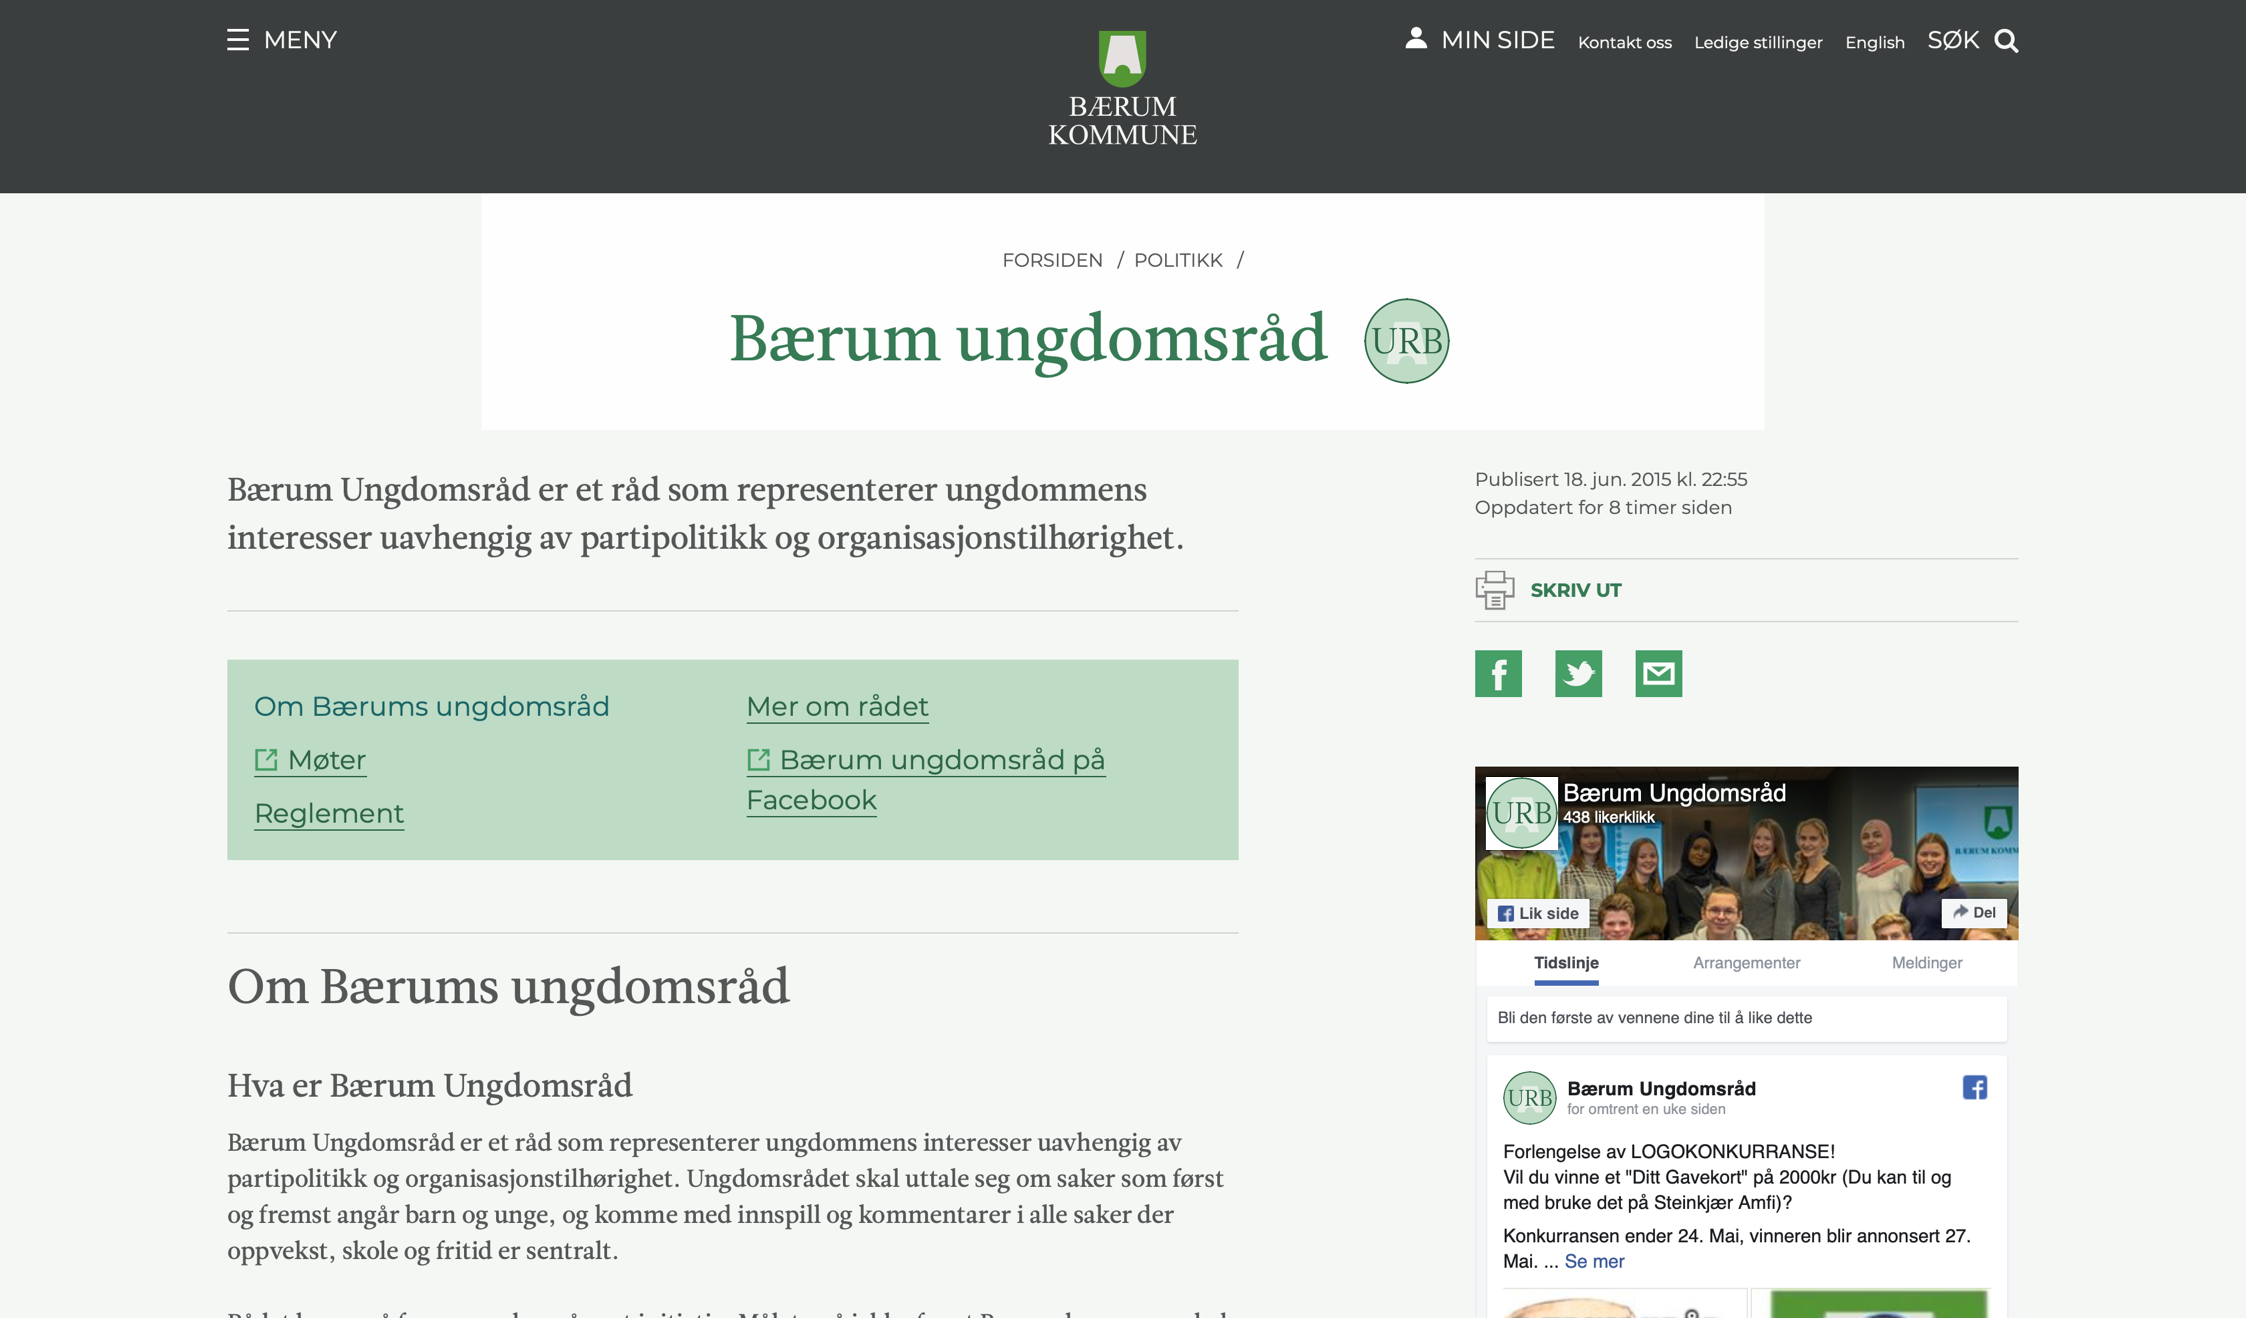 MENY
BÆRUM
KOMMUNE
MIN SIDE Kontakt oss Ledige stillinger English SØK
FORSIDEN / POLITIKK /
Bærum ungdomsråd URB
Bærum Ungdomsråd er et råd som representerer ungdommens
interesser uavhengig av partipolitikk og organisasjonstilhørighet.
Om Bærums ungdomsråd
Møter
Reglement
Mer om rådet
Bærum ungdomsråd på
Facebook
Om Bærums ungdomsråd
Hva er Bærum Ungdomsråd
Bærum Ungdomsråd er et råd som representerer ungdommens interesser uavhengig av
partipolitikk og organisasjonstilhørighet. Ungdomsrådet skal uttale seg om saker som først
og fremst angår barn og unge, og komme med innspill og kommentarer i alle saker der
oppvekst, skole og fritid er sentralt.
Publisert 18. jun. 2015 kl. 22:55
Oppdatert for 8 timer siden
SKRIV UT
URB
Bærum Ungdomsråd
438 likerklikk
BÆRUM KOMM
Lik side
Del
Tidslinje Arrangementer Meldinger
Bli den første av vennene dine til å like dette
URB
Bærum Ungdomsråd
for omtrent en uke siden
Forlengelse av LOGOKONKURRANSE!
Vil du vinne et "Ditt Gavekort" på 2000kr (Du kan til og
med bruke det på Steinkjær Amfi)?
Konkurransen ender 24. Mai, vinneren blir annonsert 27.
Mai. ... Se mer